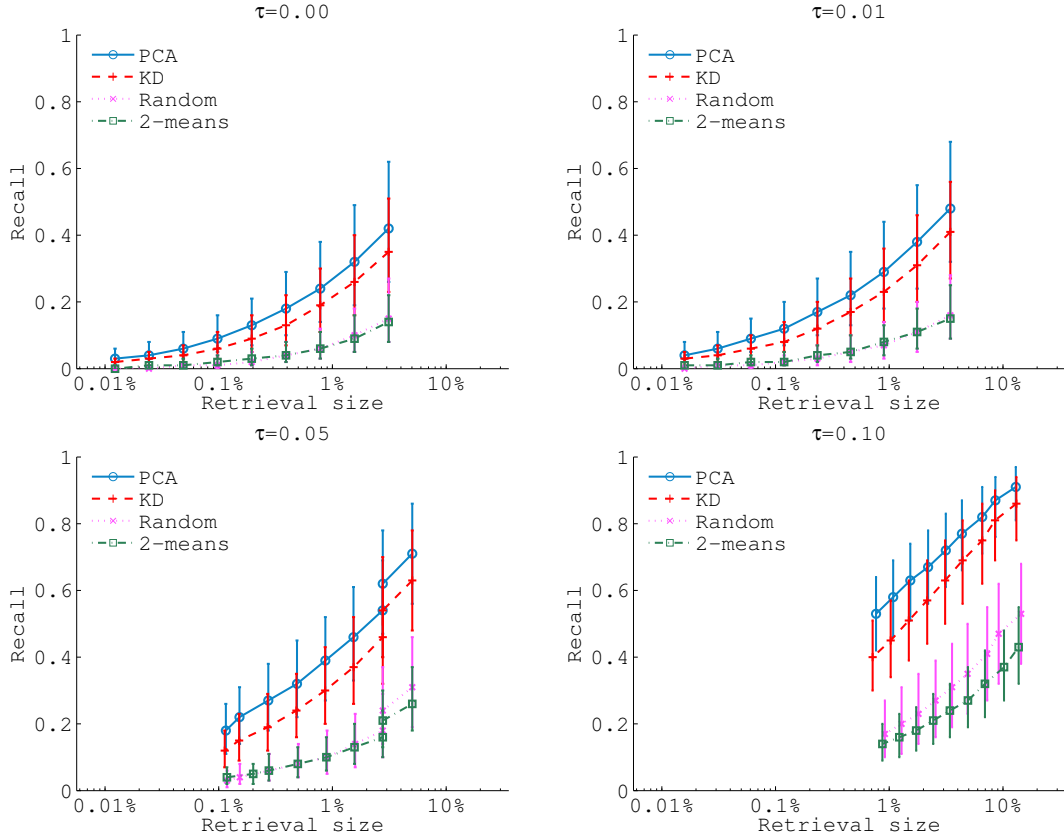 τ=0.00
1
0.8
0.6
0.4
0.2
0
Recall
PCA
KD
Random
2-means
0.01% 0.1% 1% 10%
Retrieval size
τ=0.01
1
0.8
0.6
0.4
0.2
0
Recall
PCA
KD
Random
2-means
0.01% 0.1% 1% 10%
Retrieval size
τ=0.05
1
0.8
0.6
0.4
0.2
0
Recall
PCA
KD
Random
2-means
0.01% 0.1% 1% 10%
Retrieval size
τ=0.10
1
0.8
0.6
0.4
0.2
0
Recall
PCA
KD
Random
2-means
0.01% 0.1% 1% 10%
Retrieval size